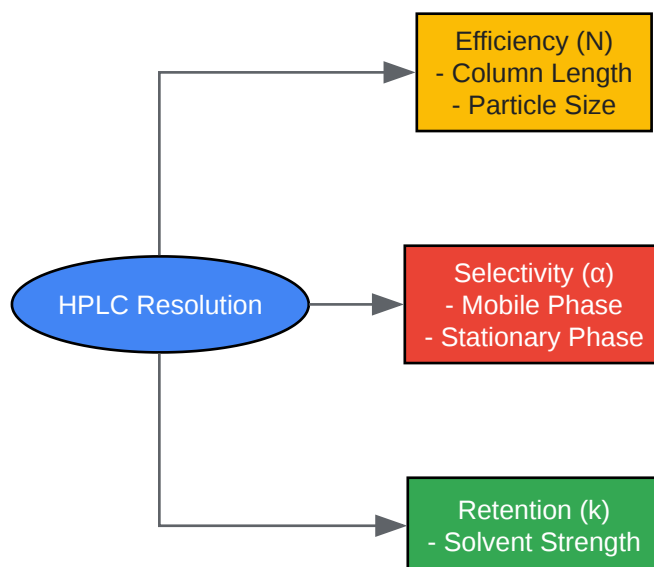 Efficiency (N)
- Column Length
- Particle Size
HPLC Resolution
Selectivity (α)
- Mobile Phase
- Stationary Phase
Retention (k)
- Solvent Strength